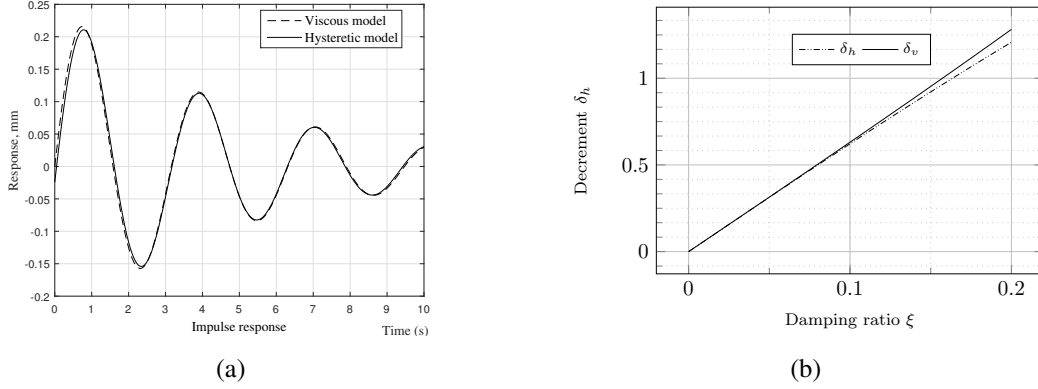 0.25
0.2
0.15
0.1
0.05
0
-0.05
-0.1
-0.15
-0.2
Response, mm
Viscous model
Hysteretic model
0 1 2 3 4 5 6 7 8 9 10
Impulse response
Time (s)
(a)
1
0.5
0
Decrement δh
δh δv
0 0.1 0.2
Damping ratio ξ
(b)